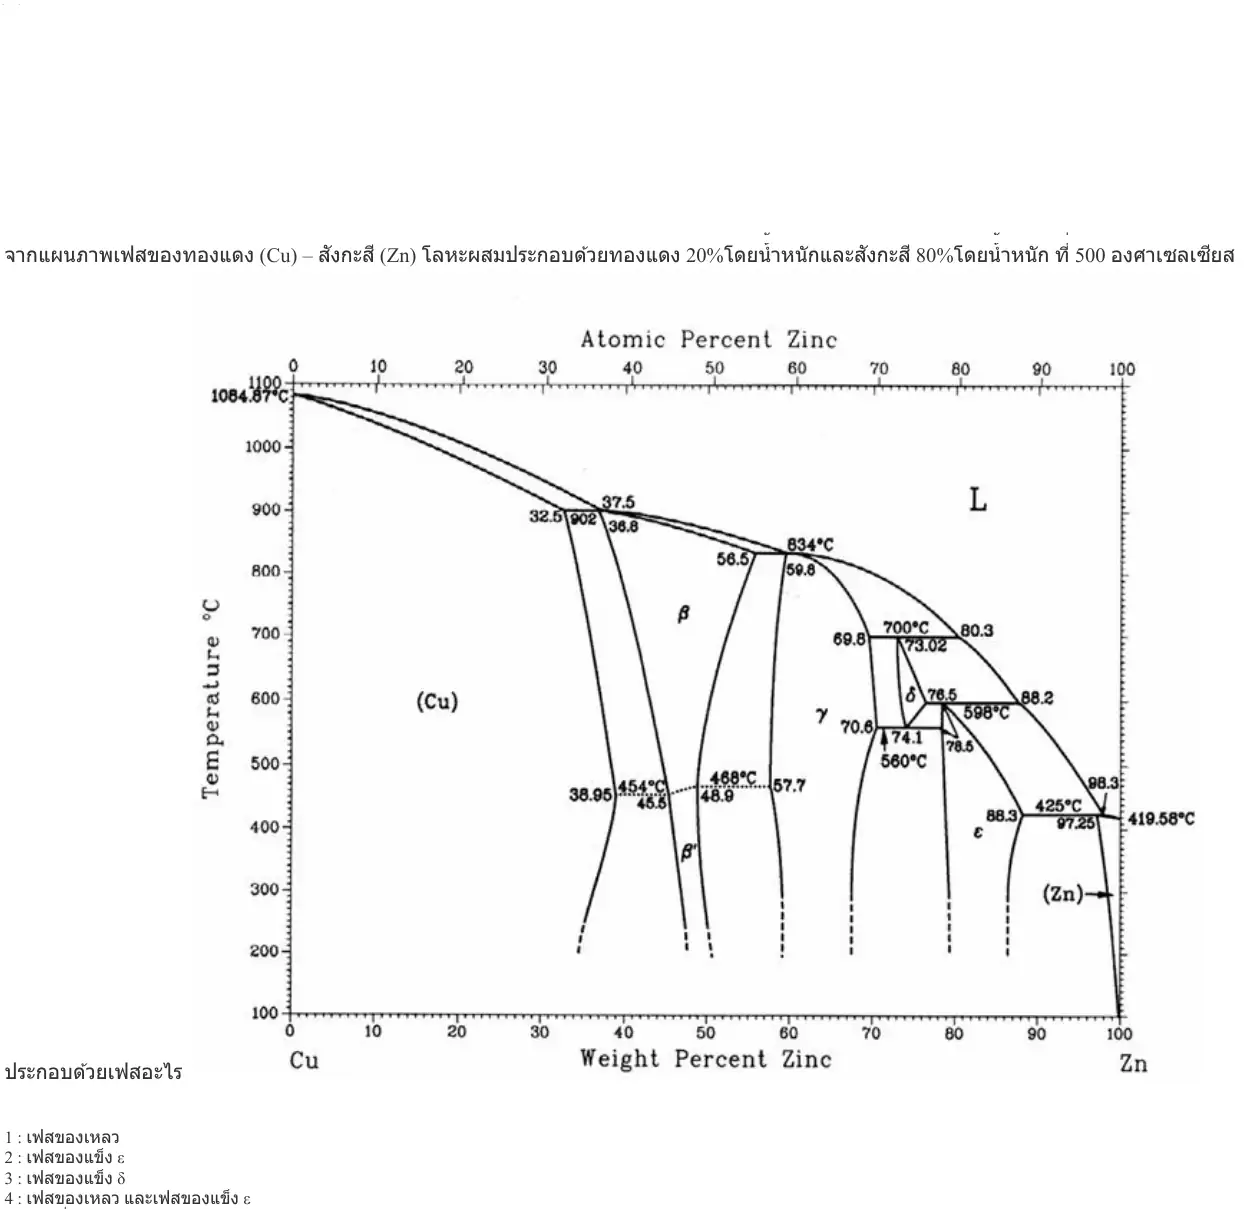 จากแผนภาพเฟสของทองแดง (Cu) – สังกะสี (Zn) โลหะผสมประกอบด้วยทองแดง 20%โดยน้ำหนักและสังกะสี 80%โดยน้ำหนัก ที่ 500 องศาเซลเซียส
Atomic Percent Zinc
0 10 20 30 40 50 60 70 80 90 100
1100
1084.87°C
1000
L
37.5
900
32.5 902 36.8
834°C
56.5 59.8
800
β
700
700°C 80.3
69.8 73.02
600
(Cu)
δ 76.5 88.2
598°C
γ 70.6 74.1 78.5
560°C
500
454°C 468°C 98.3
38.95 45.5 48.9 57.7
425°C
88.3 97.25 419.58°C
400
ε
β'
300
(Zn)
200
100
Temperature °C
0 10 20 30 40 50 60 70 80 90 100
Cu Weight Percent Zinc Zn
ประกอบด้วยเฟสอะไร
1 : เฟสของเหลว
2 : เฟสของแข็ง ε
3 : เฟสของแข็ง δ
4 : เฟสของเหลว และเฟสของแข็ง ε